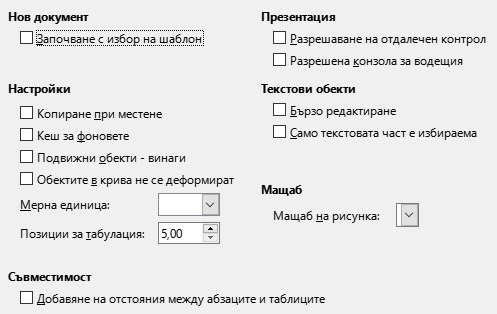 Нов документ
Започване с избор на шаблон
Настройки
Копиране при местене
Кеш за фоновете
Подвижни обекти - винаги
Обектите в крива не се деформират
Мерна единица:
Позиции за табулация: 5,00
Съвместимост
Добавяне на отстояния между абзаците и таблиците
Презентация
Разрешаване на отдалечен контрол
Разрешена конзола за водещия
Текстови обекти
Бързо редактиране
Само текстовата част е избираема
Мащаб
Мащаб на рисунка: